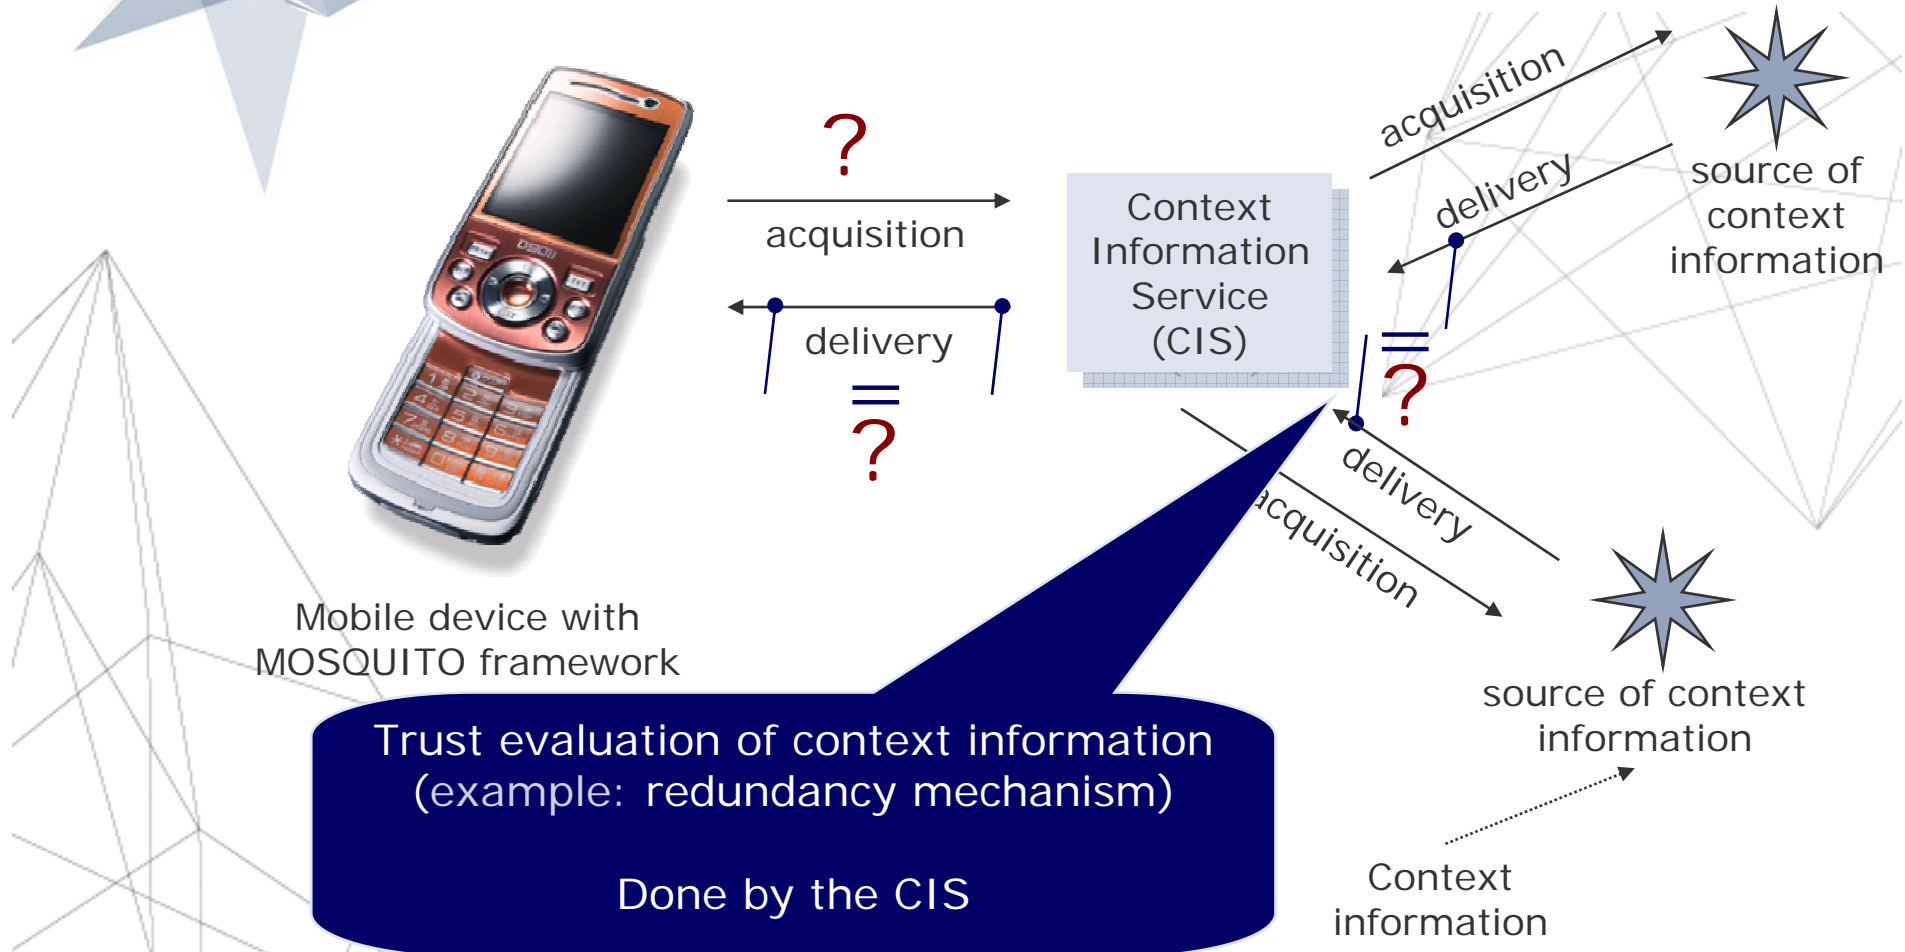 ?
acquisition
delivery
=
?
Mobile device with
MOSQUITO framework
Context
Information
Service
(CIS)
acquisition
delivery
source of
context
information
=
?
delivery
acquisition
source of context
information
Context
information
Trust evaluation of context information
(example: redundancy mechanism)
Done by the CIS